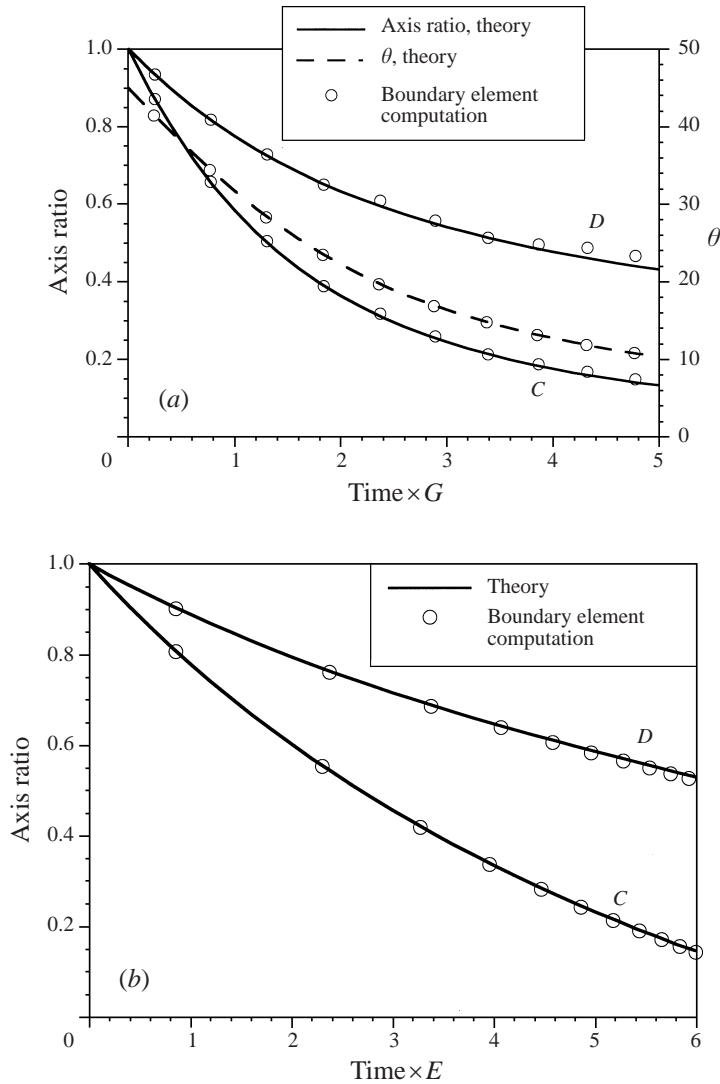 Axis ratio, theory
θ, theory
Boundary element
computation
1.0
0.8
0.6
0.4
0.2
0
Axis ratio
50
40
30
20
10
0
θ
D
C
(a)
1
2
3
4
5
Time × G
1.0
0.8
0.6
0.4
0.2
0
Axis ratio
Theory
Boundary element
computation
D
C
(b)
1
2
3
4
5
6
Time × E